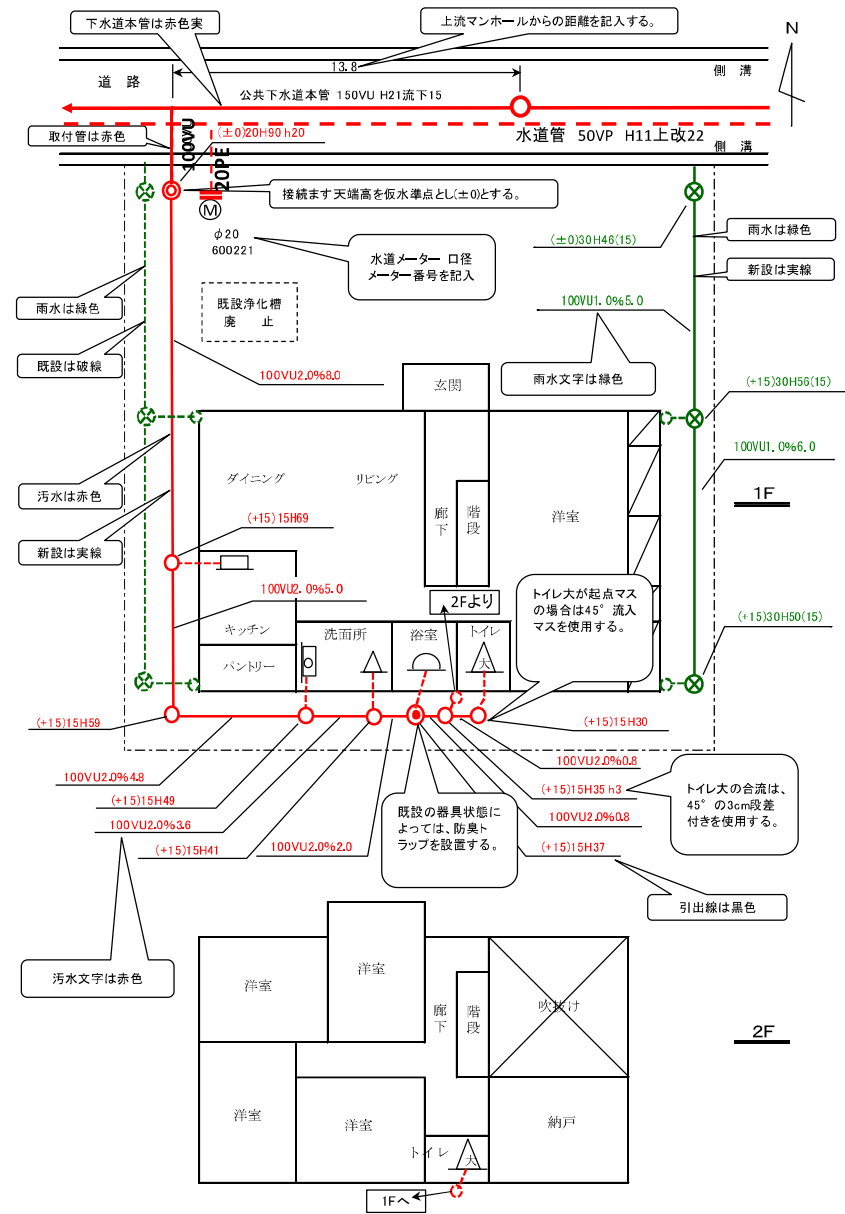 下水道本管は赤色実
上流マンホールからの距離を記入する。
N
道 路
13.8
側 溝
公共下水道本管 150VU H21流下15
取付管は赤色
100VU
(±0)20H90 h20
水道管 50VP H11上改22
側 溝
20PE
接続ます天端高を仮水準点とし(±0)とする。
M
φ20
600221
水道メーター 口径
メーター番号を記入
(±0)30H46(15)
雨水は緑色
新設は実線
雨水は緑色
既設浄化槽
廃 止
100VU1.0%5.0
既設は破線
100VU2.0%8.0
玄関
雨水文字は緑色
(+15)30H56(15)
100VU1.0%6.0
汚水は赤色
ダイニング
リビング
廊下
階段
洋室
1F
(+15)15H69
新設は実線
100VU2.0%5.0
2Fより
トイレ大が起点マス
の場合は45°流入
マスを使用する。
キッチン
洗面所
浴室
トイレ
大
パントリー
(+15)30H50(15)
(+15)15H59
(+15)15H30
100VU2.0%4.8
100VU2.0%0.8
(+15)15H49
(+15)15H35 h3
トイレ大の合流は、
45°の3cm段差
付きを使用する。
既設の器具状態に
よっては、防臭ト
ラップを設置する。
100VU2.0%3.6
100VU2.0%0.8
(+15)15H41
100VU2.0%2.0
(+15)15H37
引出線は黒色
汚水文字は赤色
洋室
洋室
廊下
階段
吹抜け
2F
洋室
洋室
納戸
トイレ
大
1Fへ